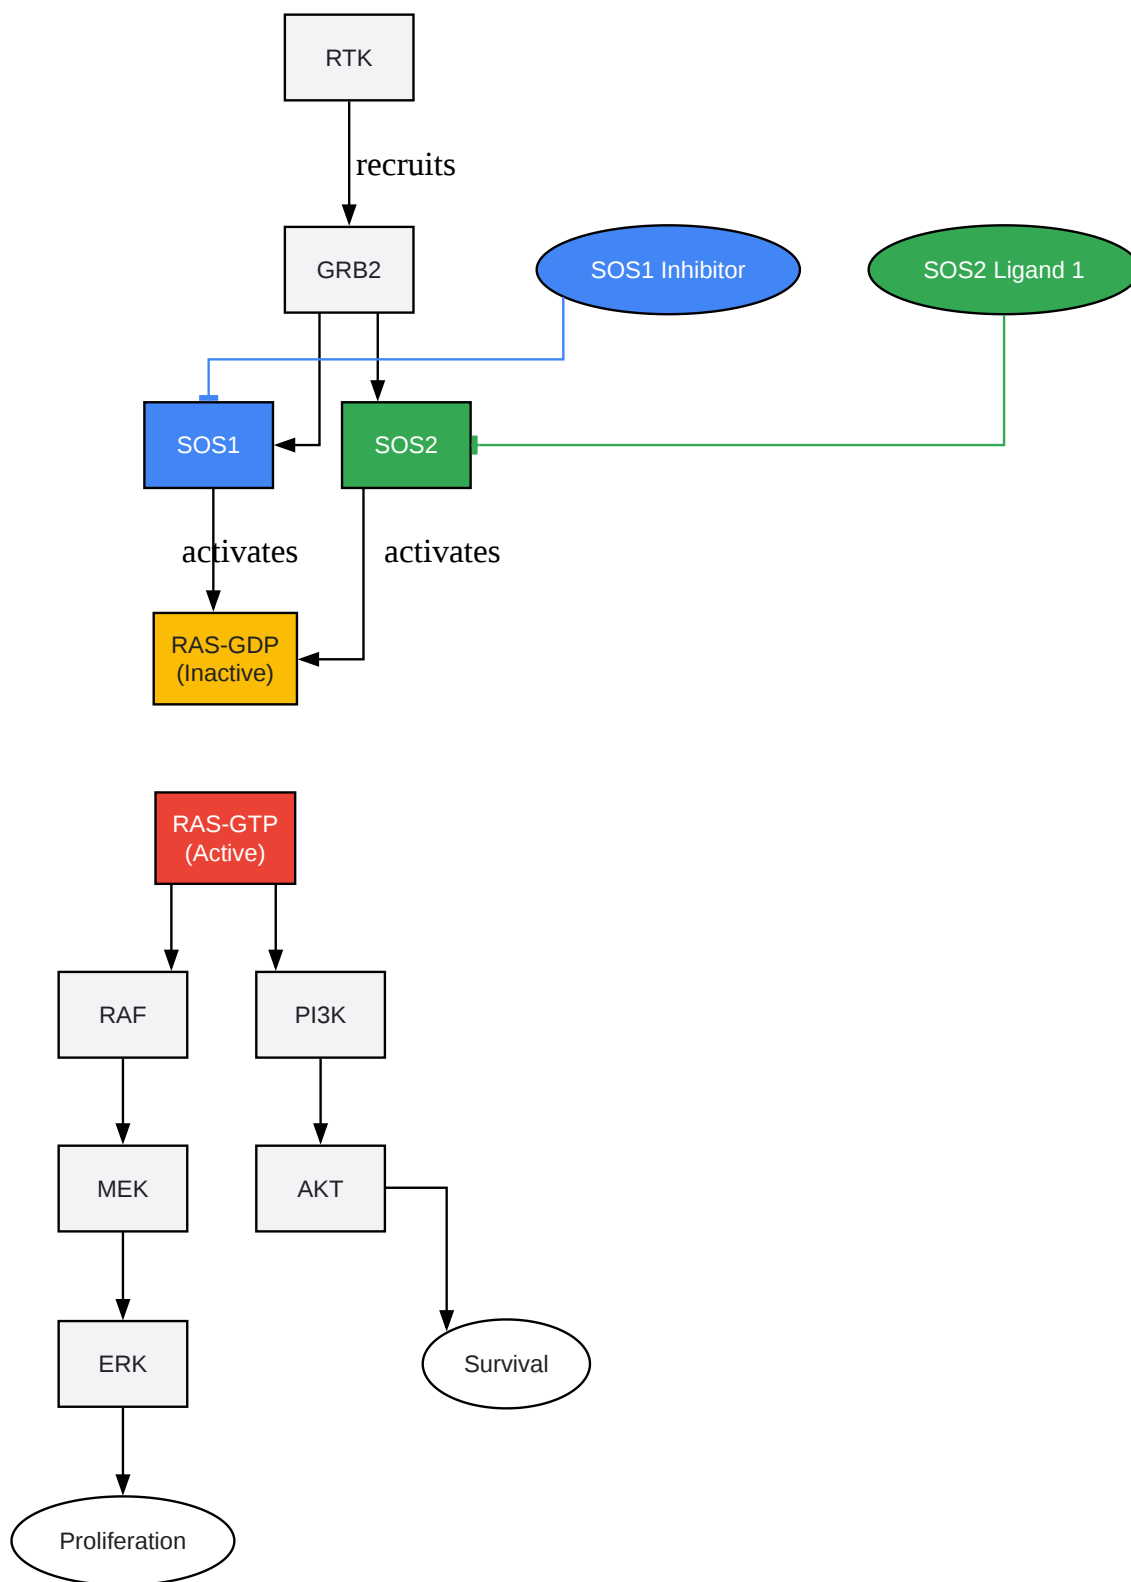 RTK
recruits
GRB2
SOS1 Inhibitor
SOS2 Ligand 1
SOS1
SOS2
activates
activates
RAS-GDP
(Inactive)
RAS-GTP
(Active)
RAF
PI3K
MEK
AKT
ERK
Survival
Proliferation